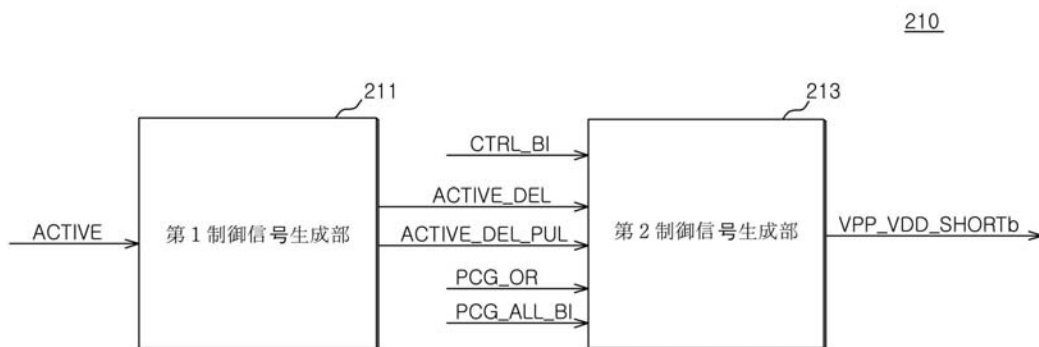 210
211
213
CTRL_BI
ACTIVE_DEL
ACTIVE
第1制御信号生成部
ACTIVE_DEL_PUL
第2制御信号生成部
VPP_VDD_SHORTb
PCG_OR
PCG_ALL_BI